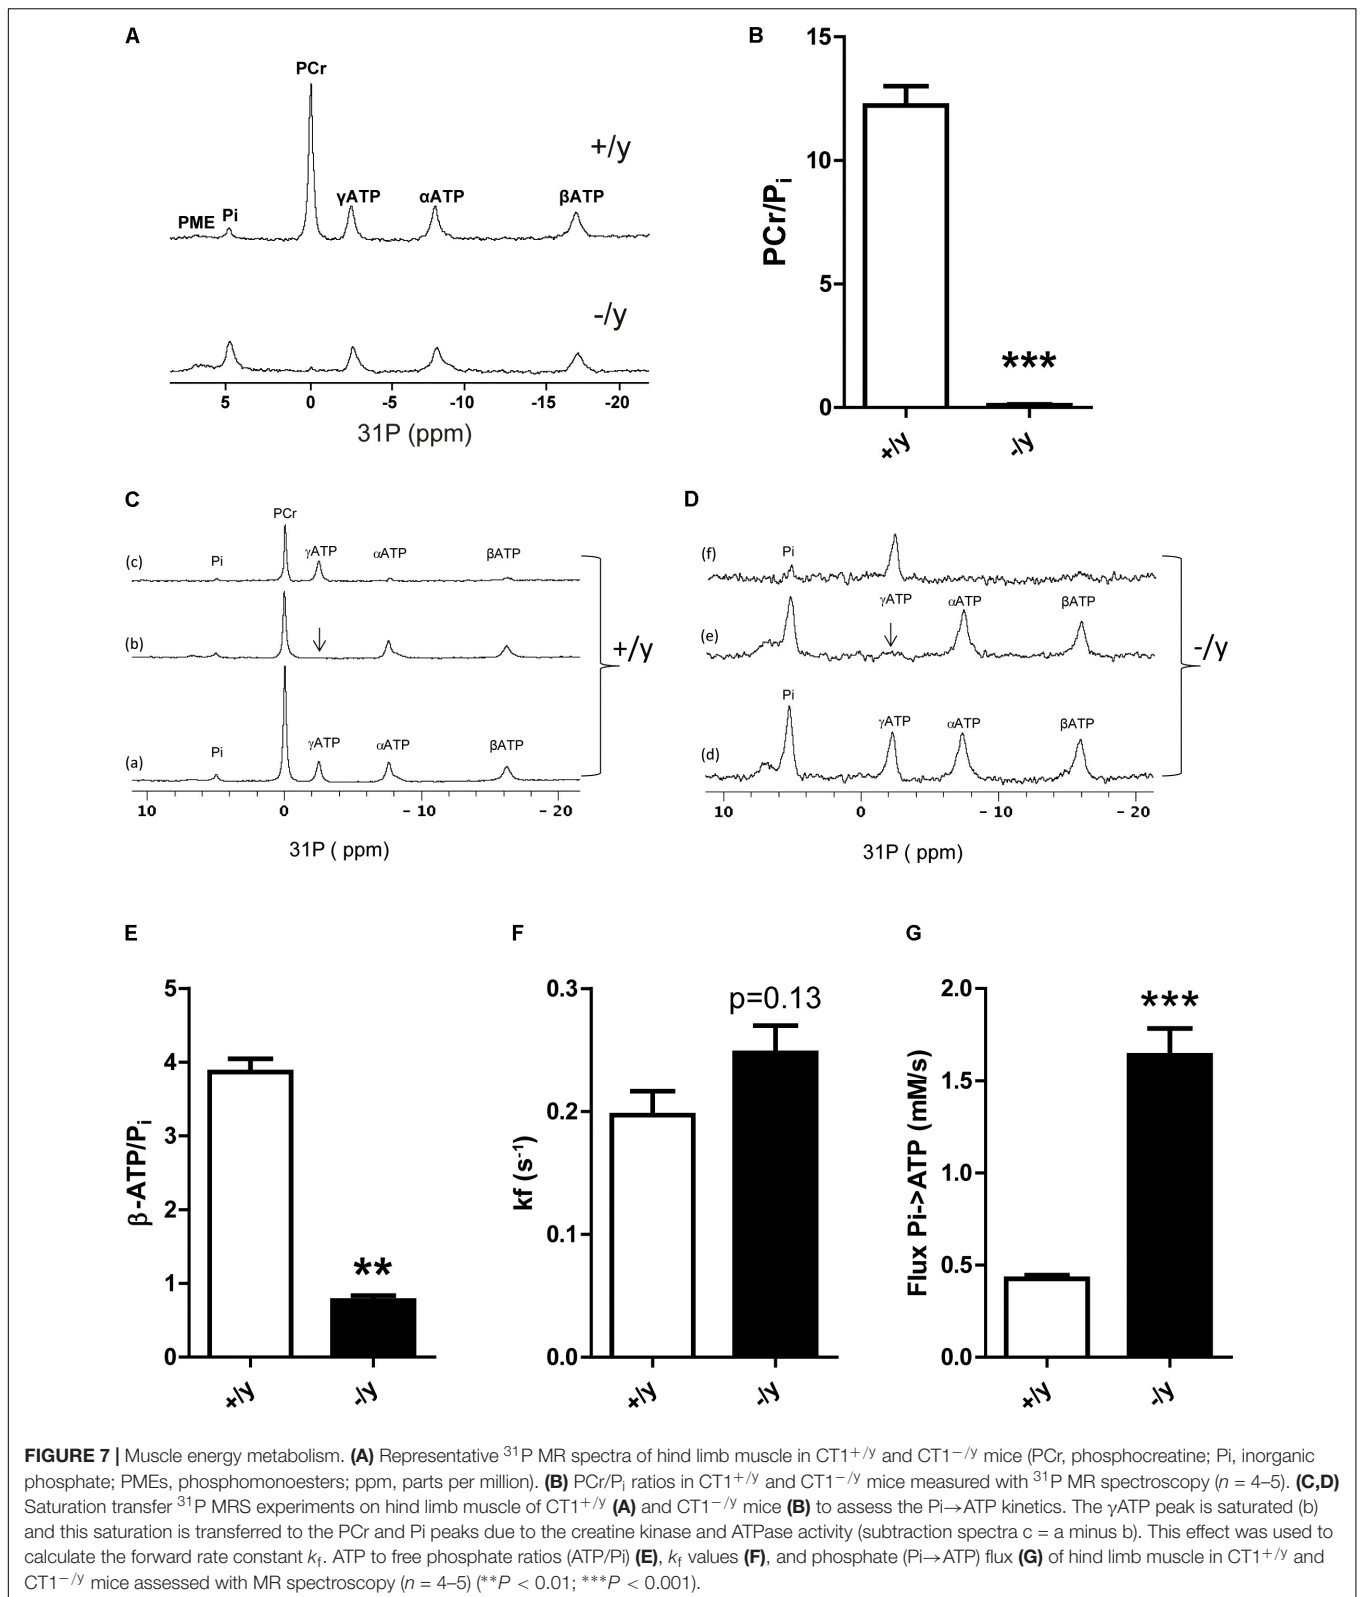 A
PCr
+/y
PME Pi γATP αATP βATP
-/y
5 0 -5 -10 -15 -20
31P (ppm)
B
15
10
5
0
PCr/Pi
***
+/y -/y
C
PCr
(c) Pi γATP αATP βATP
(b)
+/y
(a) Pi γATP αATP βATP
10 0 - 10 - 20
31P ( ppm)
D
(f) Pi
(e) γATP αATP βATP
-/y
Pi
(d) γATP αATP βATP
10 0 - 10 - 20
31P ( ppm)
E
5
4
3
2
1
0
β-ATP/Pi
**
+/y -/y
F
0.3
0.2
0.1
0.0
kf (s-1)
p=0.13
+/y -/y
G
2.0
1.5
1.0
0.5
0.0
Flux Pi->ATP (mM/s)
***
+/y -/y
FIGURE 7 | Muscle energy metabolism. (A) Representative 31P MR spectra of hind limb muscle in CT1+/y and CT1−/y mice (PCr, phosphocreatine; Pi, inorganic
phosphate; PMEs, phosphomonoesters; ppm, parts per million). (B) PCr/Pi ratios in CT1+/y and CT1−/y mice measured with 31P MR spectroscopy (n = 4–5). (C,D)
Saturation transfer 31P MRS experiments on hind limb muscle of CT1+/y (A) and CT1−/y mice (B) to assess the Pi→ATP kinetics. The γATP peak is saturated (b)
and this saturation is transferred to the PCr and Pi peaks due to the creatine kinase and ATPase activity (subtraction spectra c = a minus b). This effect was used to
calculate the forward rate constant kf. ATP to free phosphate ratios (ATP/Pi) (E), kf values (F), and phosphate (Pi→ATP) flux (G) of hind limb muscle in CT1+/y and
CT1−/y mice assessed with MR spectroscopy (n = 4–5) (**P < 0.01; ***P < 0.001).